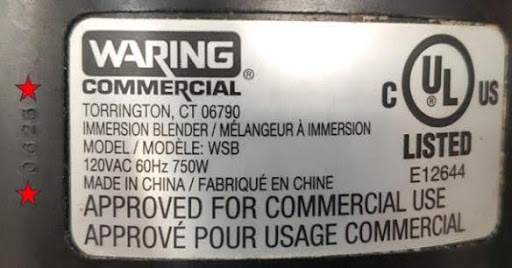 WARING
COMMERCIAL®
TORRINGTON, CT 06790
IMMERSION BLENDER / MÉLANGEUR À IMMERSION
MODEL / MODÈLE: WSB
120VAC 60Hz 750W
MADE IN CHINA / FABRIQUÉ EN CHINE
APPROVED FOR COMMERCIAL USE
APPROVÉ POUR USAGE COMMERCIAL
C UL® US
LISTED
E12644